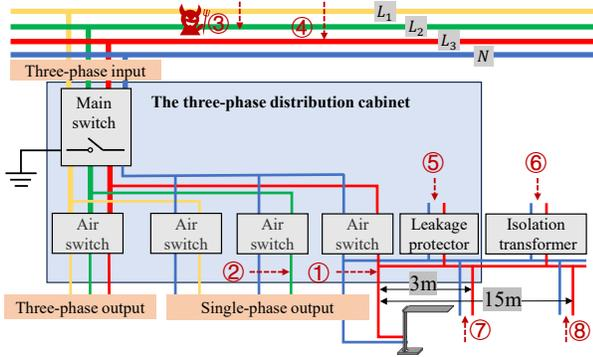 L1
③
④
L2
L3
N
Three-phase input
Main
switch
The three-phase distribution cabinet
⑤
⑥
Air
switch
Air
switch
Air
switch
Air
switch
Leakage
protector
Isolation
transformer
②
①
3m
15m
Three-phase output
Single-phase output
⑦
⑧